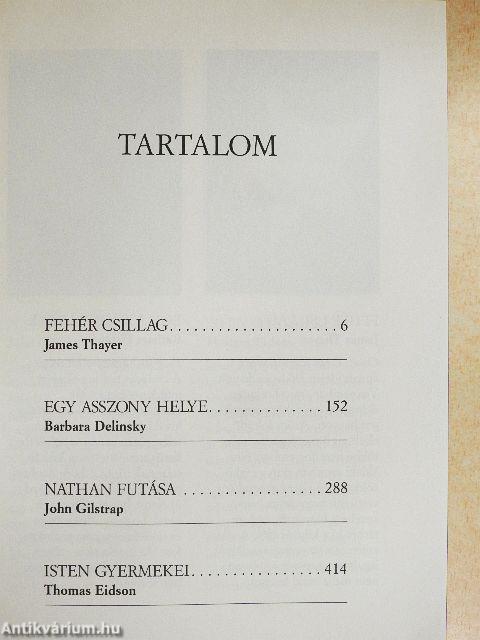 TARTALOM
FEHÉR CSILLAG.....................6
James Thayer
EGY ASSZONY HELYE..............152
Barbara Delinsky
NATHAN FUTÁSA .................288
John Gilstrap
ISTEN GYERMEKEI................414
Thomas Eidson
Antikvárium.hu